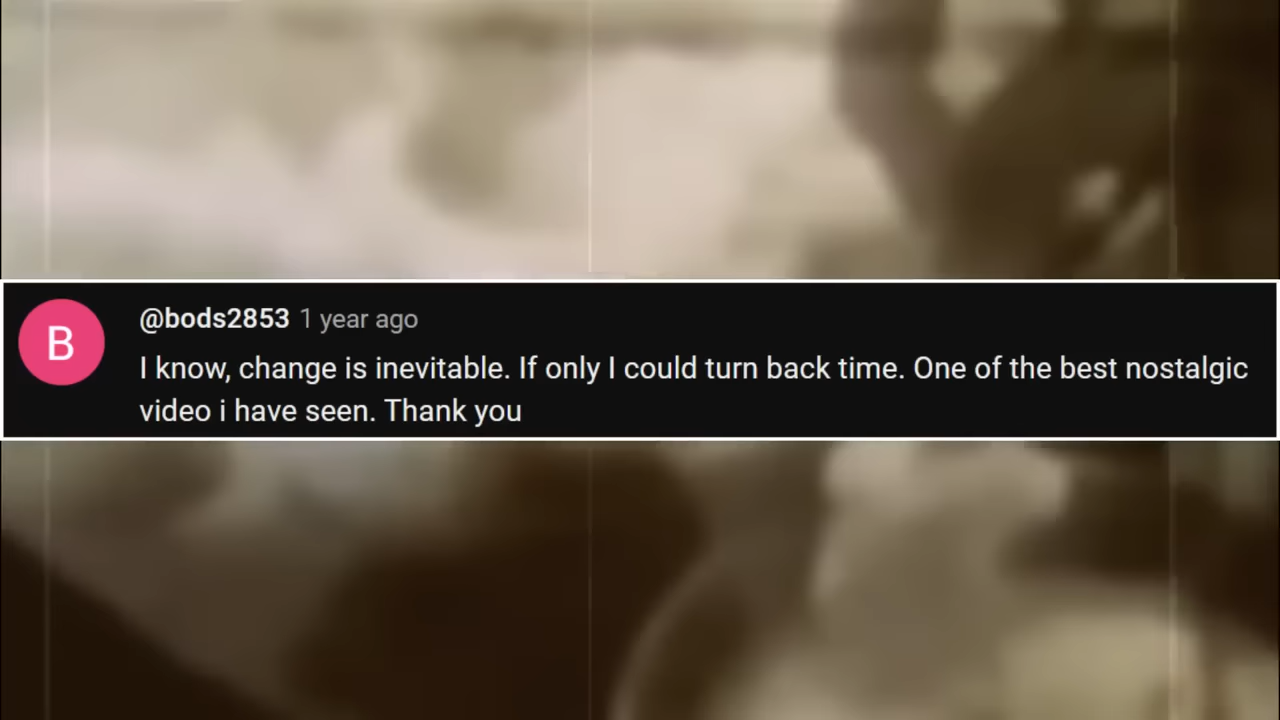 B
@bods2853 1 year ago
I know, change is inevitable. If only I could turn back time. One of the best nostalgic
video i have seen. Thank you